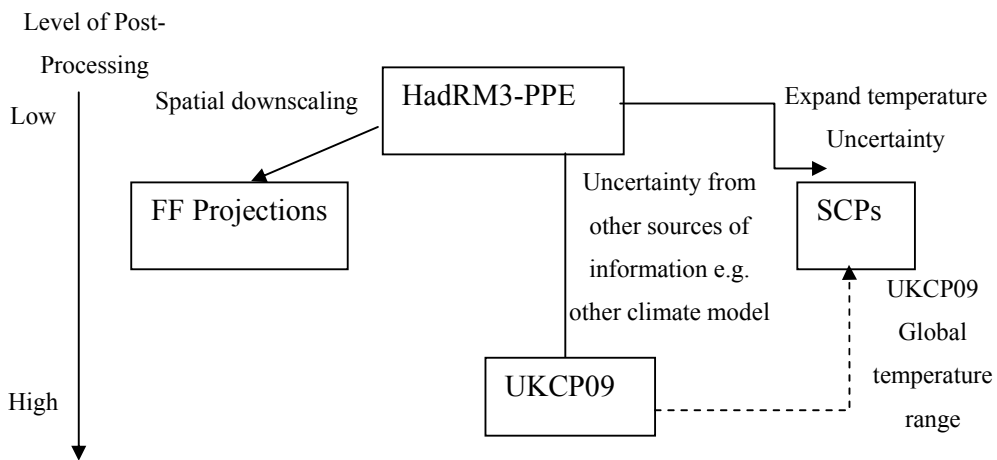 Level of Post-
Processing
Low
High
HadRM3-PPE
Spatial downscaling
FF Projections
Expand temperature
Uncertainty
SCPs
Uncertainty from
other sources of
information e.g.
other climate model
UKCP09
UKCP09
Global
temperature
range